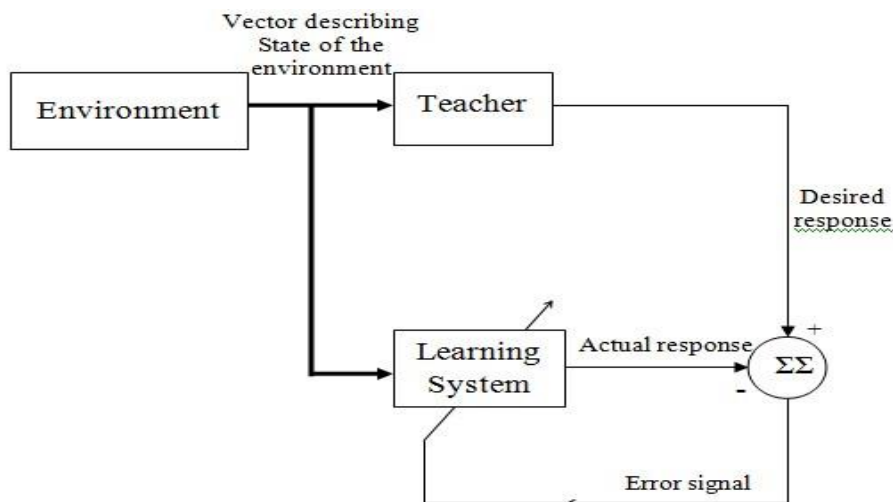 Vector describing
State of the
environment
Environment
Teacher
Desired
response
+
Learning
System
Actual response
ΣΣ
-
Error signal